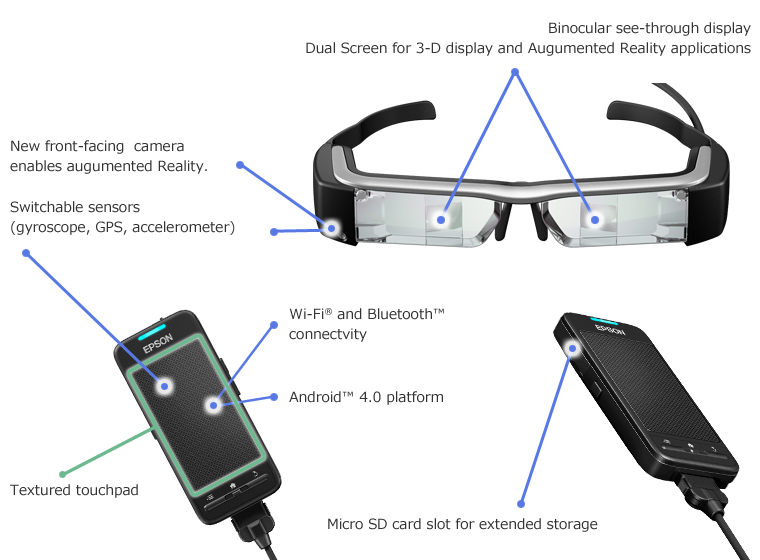 Binocular see-through display
Dual Screen for 3-D display and Augumented Reality applications
New front-facing camera
enables augumented Reality.
Switchable sensors
(gyroscope, GPS, accelerometer)
Wi-Fi® and Bluetooth™
connectvity
Android™ 4.0 platform
EPSON
EPSON
Textured touchpad
Micro SD card slot for extended storage